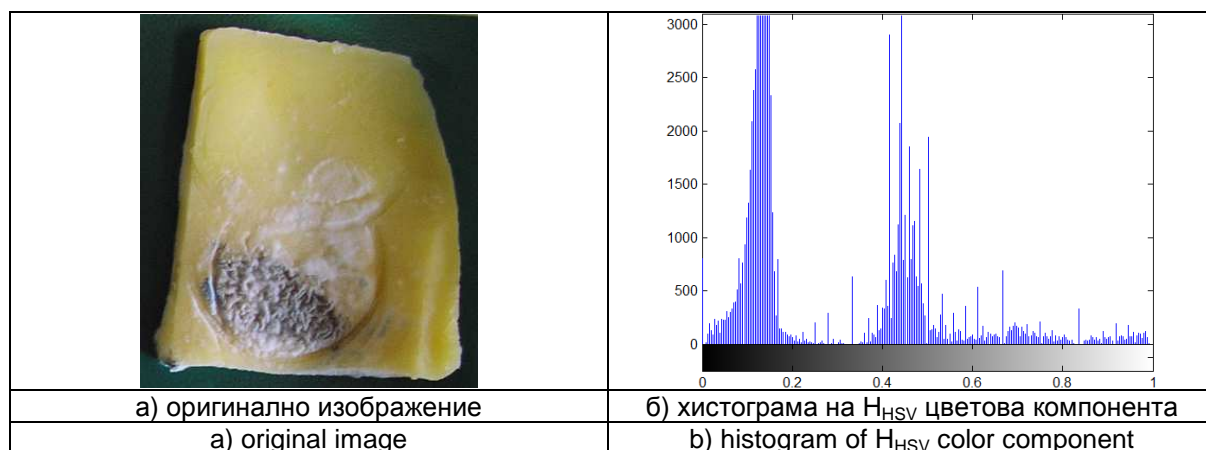 3000
2500
2000
1500
1000
500
0
0 0.2 0.4 0.6 0.8 1
а) оригинално изображение
б) хистограма на HHSV цветова компонента
a) original image
b) histogram of HHSV color component